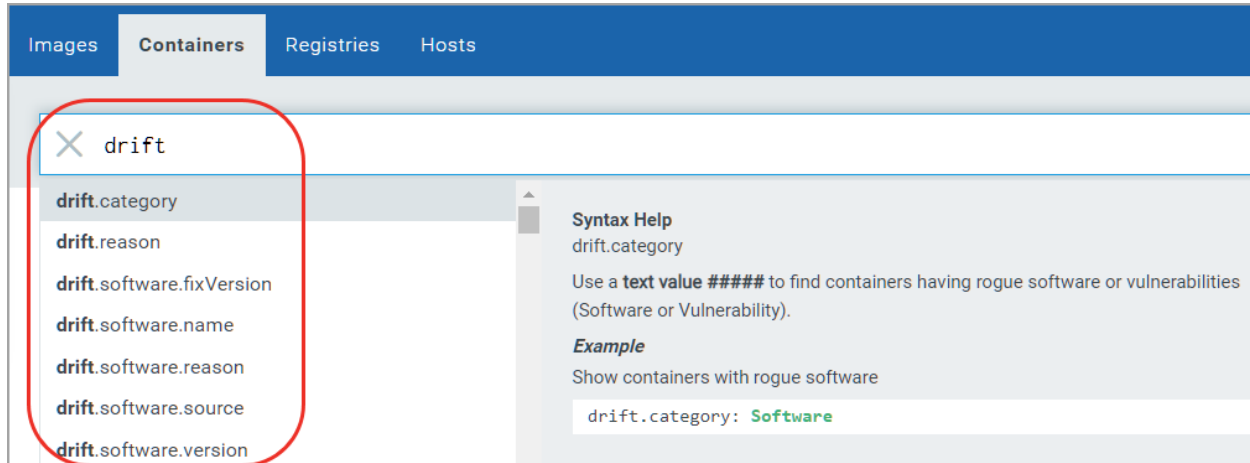 Images Containers Registries Hosts
drift
drift.category
drift.reason
drift.software.fixVersion
drift.software.name
drift.software.reason
drift.software.source
drift.software.version
Syntax Help
drift.category
Use a text value ##### to find containers having rogue software or vulnerabilities
(Software or Vulnerability).
Example
Show containers with rogue software
drift.category: Software